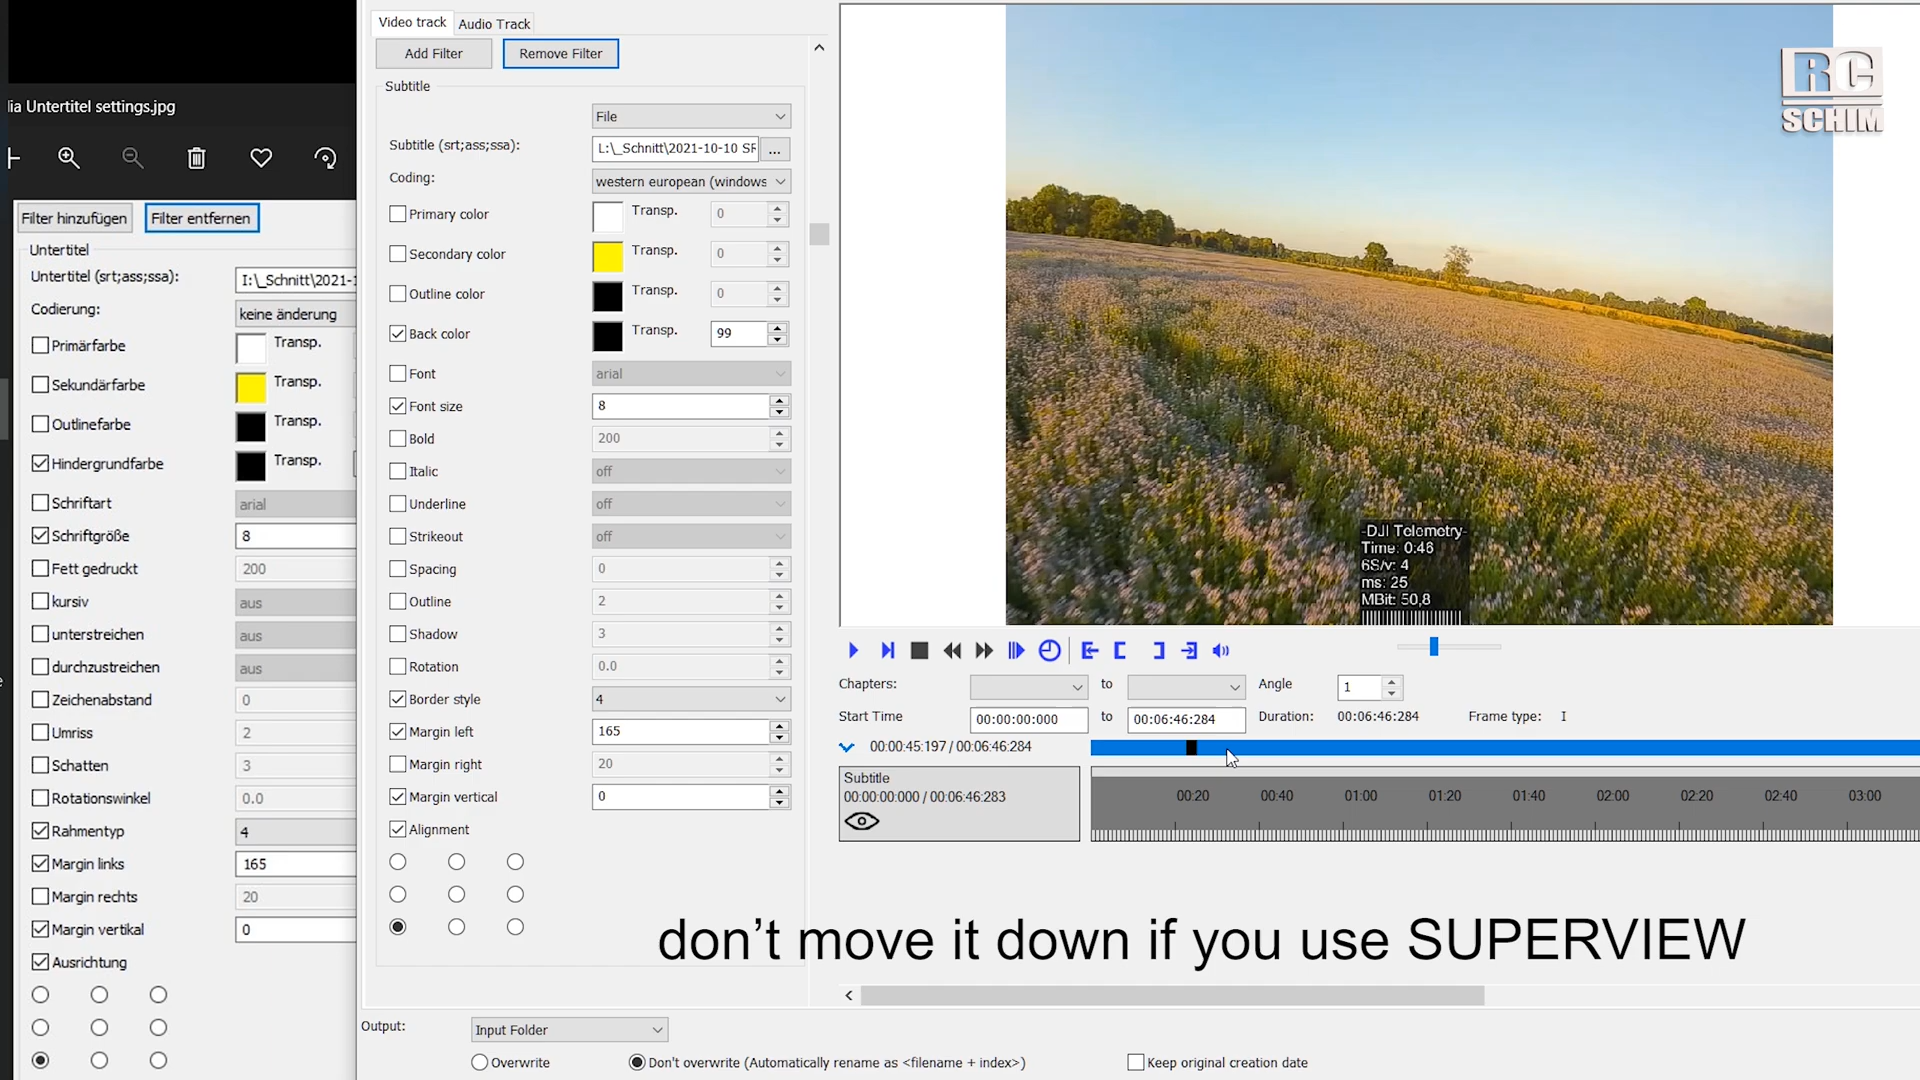 lia Untertitel settings.jpg
Filter hinzufügen
Filter entfernen
Untertitel
Untertitel (srt;ass;ssa):
I:\_Schnitt\2021-1
Codierung:
keine änderung
Primärfarbe
Transp.
Sekundärfarbe
Transp.
Outlinefarbe
Transp.
Hindergrundfarbe
Transp.
Schriftart
arial
Schriftgröße
8
Fett gedruckt
200
kursiv
aus
unterstreichen
aus
durchzustreichen
aus
Zeichenabstand
0
Umriss
2
Schatten
3
Rotationswinkel
0.0
Rahmentyp
4
Margin links
165
Margin rechts
20
Margin vertikal
0
Ausrichtung
Video track
Audio Track
Add Filter
Remove Filter
Subtitle
File
Subtitle (srt;ass;ssa):
L:\_Schnitt\2021-10-10 SF
...
Coding:
western european (windows
Primary color
Transp.
0
Secondary color
Transp.
0
Outline color
Transp.
0
Back color
Transp.
99
Font
arial
Font size
8
Bold
200
Italic
off
Underline
off
Strikeout
off
Spacing
0
Outline
2
Shadow
3
Rotation
0.0
Border style
4
Margin left
165
Margin right
20
Margin vertical
0
Alignment
RC
SCHIM
-DJI Telemetry-
Time: 0:46
6S/v: 4
ms: 25
MBit: 50,8
Chapters:
to
Angle
1
Start Time
00:00:00:000
to
00:06:46:284
Duration:
00:06:46:284
Frame type:
I
00:00:45:197 / 00:06:46:284
Subtitle
00:00:00:000 / 00:06:46:283
00:20
00:40
01:00
01:20
01:40
02:00
02:20
02:40
03:00
don't move it down if you use SUPERVIEW
Output:
Input Folder
Overwrite
Don't overwrite (Automatically rename as <filename + index>)
Keep original creation date